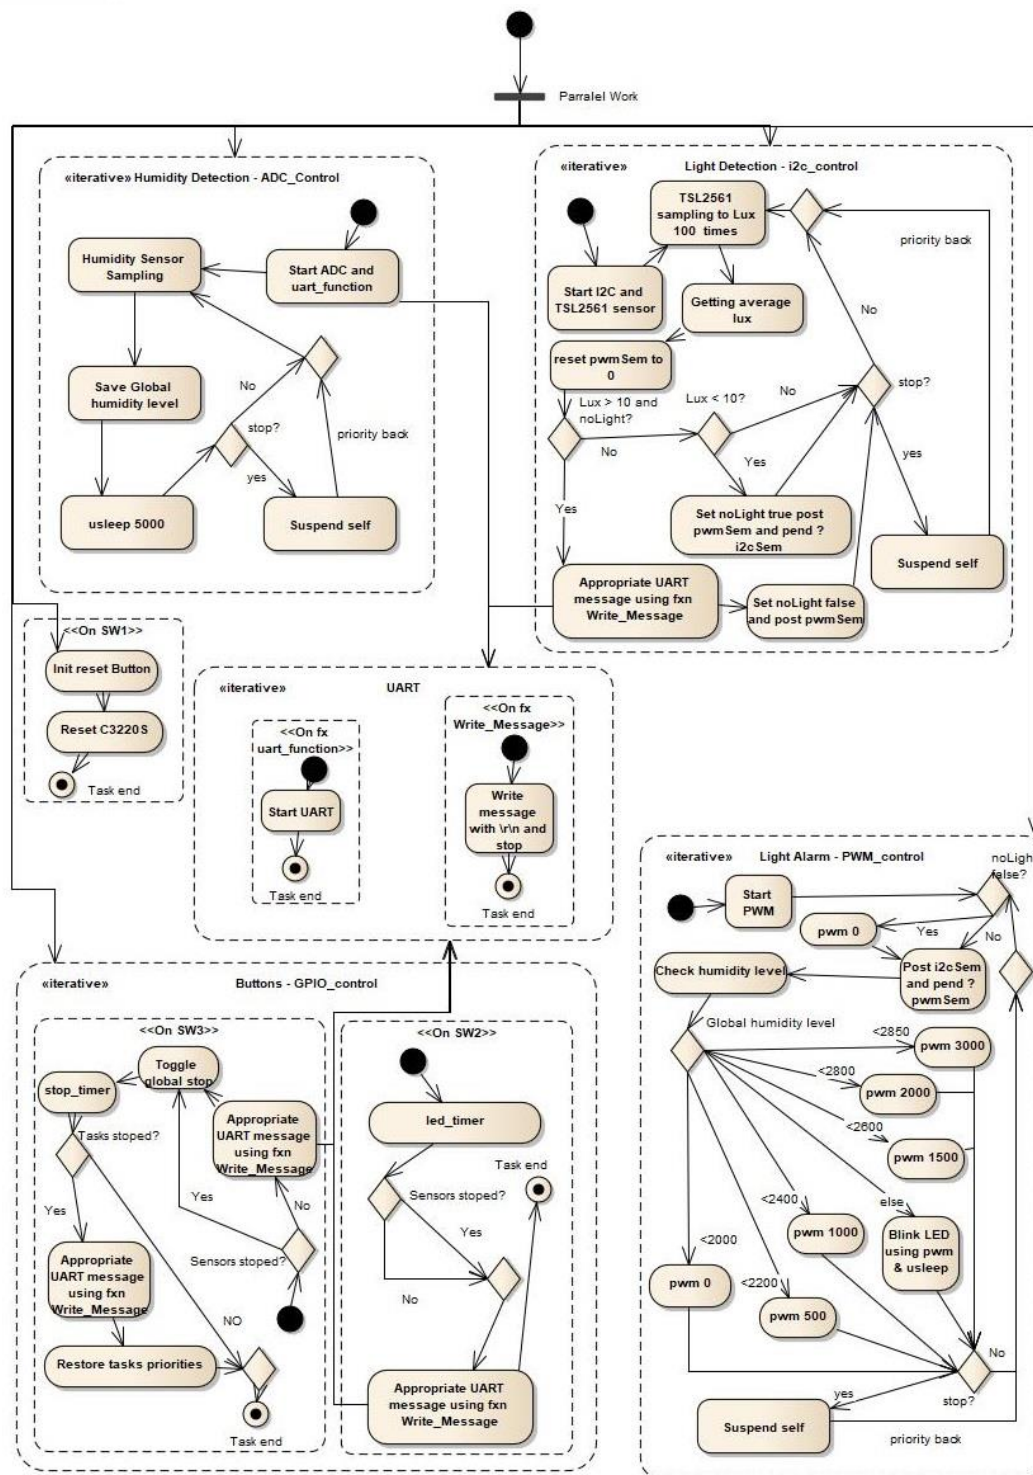 Parralel Work
«iterative» Humidity Detection - ADC_Control
Humidity Sensor
Sampling
Start ADC and
uart_function
Save Global
humidity level
No
stop?
priority back
yes
usleep 5000
Suspend self
«iterative»
Light Detection - i2c_control
TSL2561
sampling to Lux
100 times
priority back
Start I2C and
TSL2561 sensor
Getting average
lux
No
reset pwmSem to
0
Lux > 10 and
noLight?
Lux < 10?
No
stop?
No
Yes
yes
Yes
Set noLight true post
pwmSem and pend ?
i2cSem
Suspend self
Appropriate UART
message using fxn
Write_Message
Set noLight false
and post pwmSem
<<On SW1>>
Init reset Button
Reset C3220S
Task end
«iterative»
UART
<<On fx
uart_function>>
Start UART
Task end
<<On fx
Write_Message>>
Write
message
with \r\n and
stop
Task end
«iterative»
Buttons - GPIO_control
<<On SW3>>
Toggle
global stop
stop_timer
Tasks stoped?
Appropriate
UART message
using fxn
Write_Message
Yes
Yes
No
Sensors stoped?
Appropriate
UART message
using fxn
Write_Message
NO
Restore tasks priorities
Task end
<<On SW2>>
led_timer
Task end
Sensors stoped?
Yes
No
Appropriate UART
message using fxn
Write_Message
«iterative»
Light Alarm - PWM_control
noLigh
false?
Start
PWM
pwm 0
Yes
No
Check humidity level
Post i2cSem
and pend ?
pwmSem
Global humidity level
<2850
pwm 3000
<2800
pwm 2000
<2600
pwm 1500
<2400
else
pwm 1000
Blink LED
using pwm
& usleep
<2000
pwm 0
<2200
pwm 500
No
stop?
yes
Suspend self
priority back